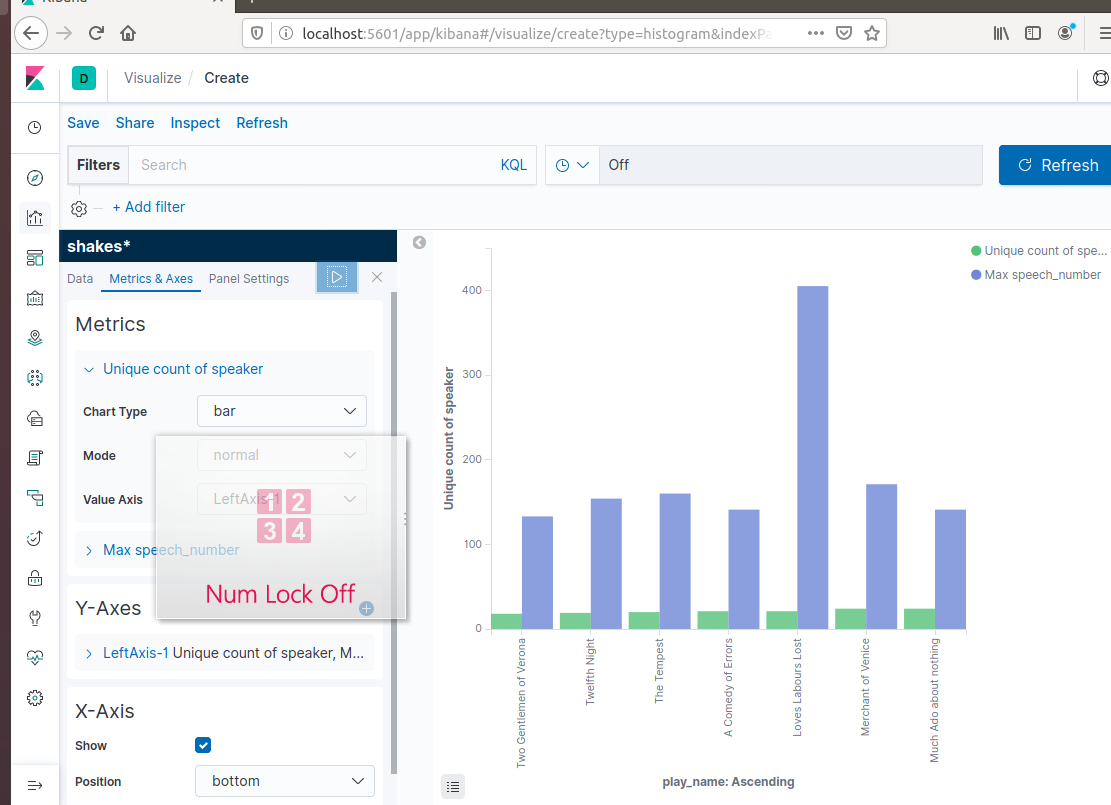 localhost:5601/app/kibana#/visualize/create?type=histogram&indexPa
D
Visualize / Create
Save Share Inspect Refresh
Filters Search KQL Off Refresh
+ Add filter
shakes*
Data Metrics & Axes Panel Settings
Metrics
Unique count of speaker
Chart Type bar
Mode normal
Value Axis LeftAxis-1
1 2
3 4
Max speech_number
Num Lock Off
Y-Axes
LeftAxis-1 Unique count of speaker, M...
X-Axis
Show
Position bottom
Unique count of spe...
Max speech_number
Unique count of speaker
400
300
200
100
0
Two Gentlemen of Verona
Twelfth Night
The Tempest
A Comedy of Errors
Loves Labours Lost
Merchant of Venice
Much Ado about nothing
play_name: Ascending